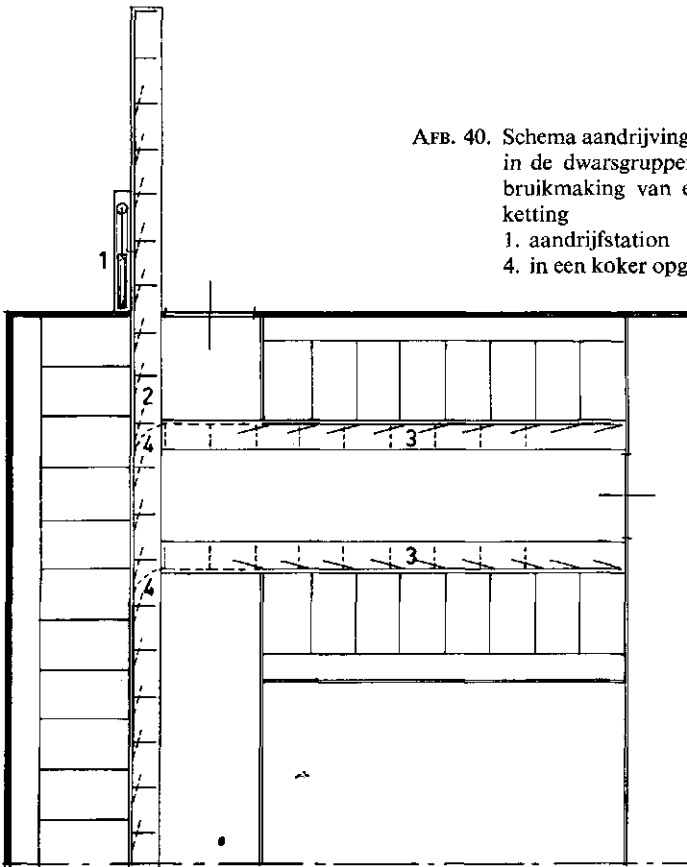 AFB. 40. Schema aandrijving
in de dwarsgruppe
bruikmaking van e
ketting
1. aandrijfstation
4. in een koker opg
1
2
4
3
3
4